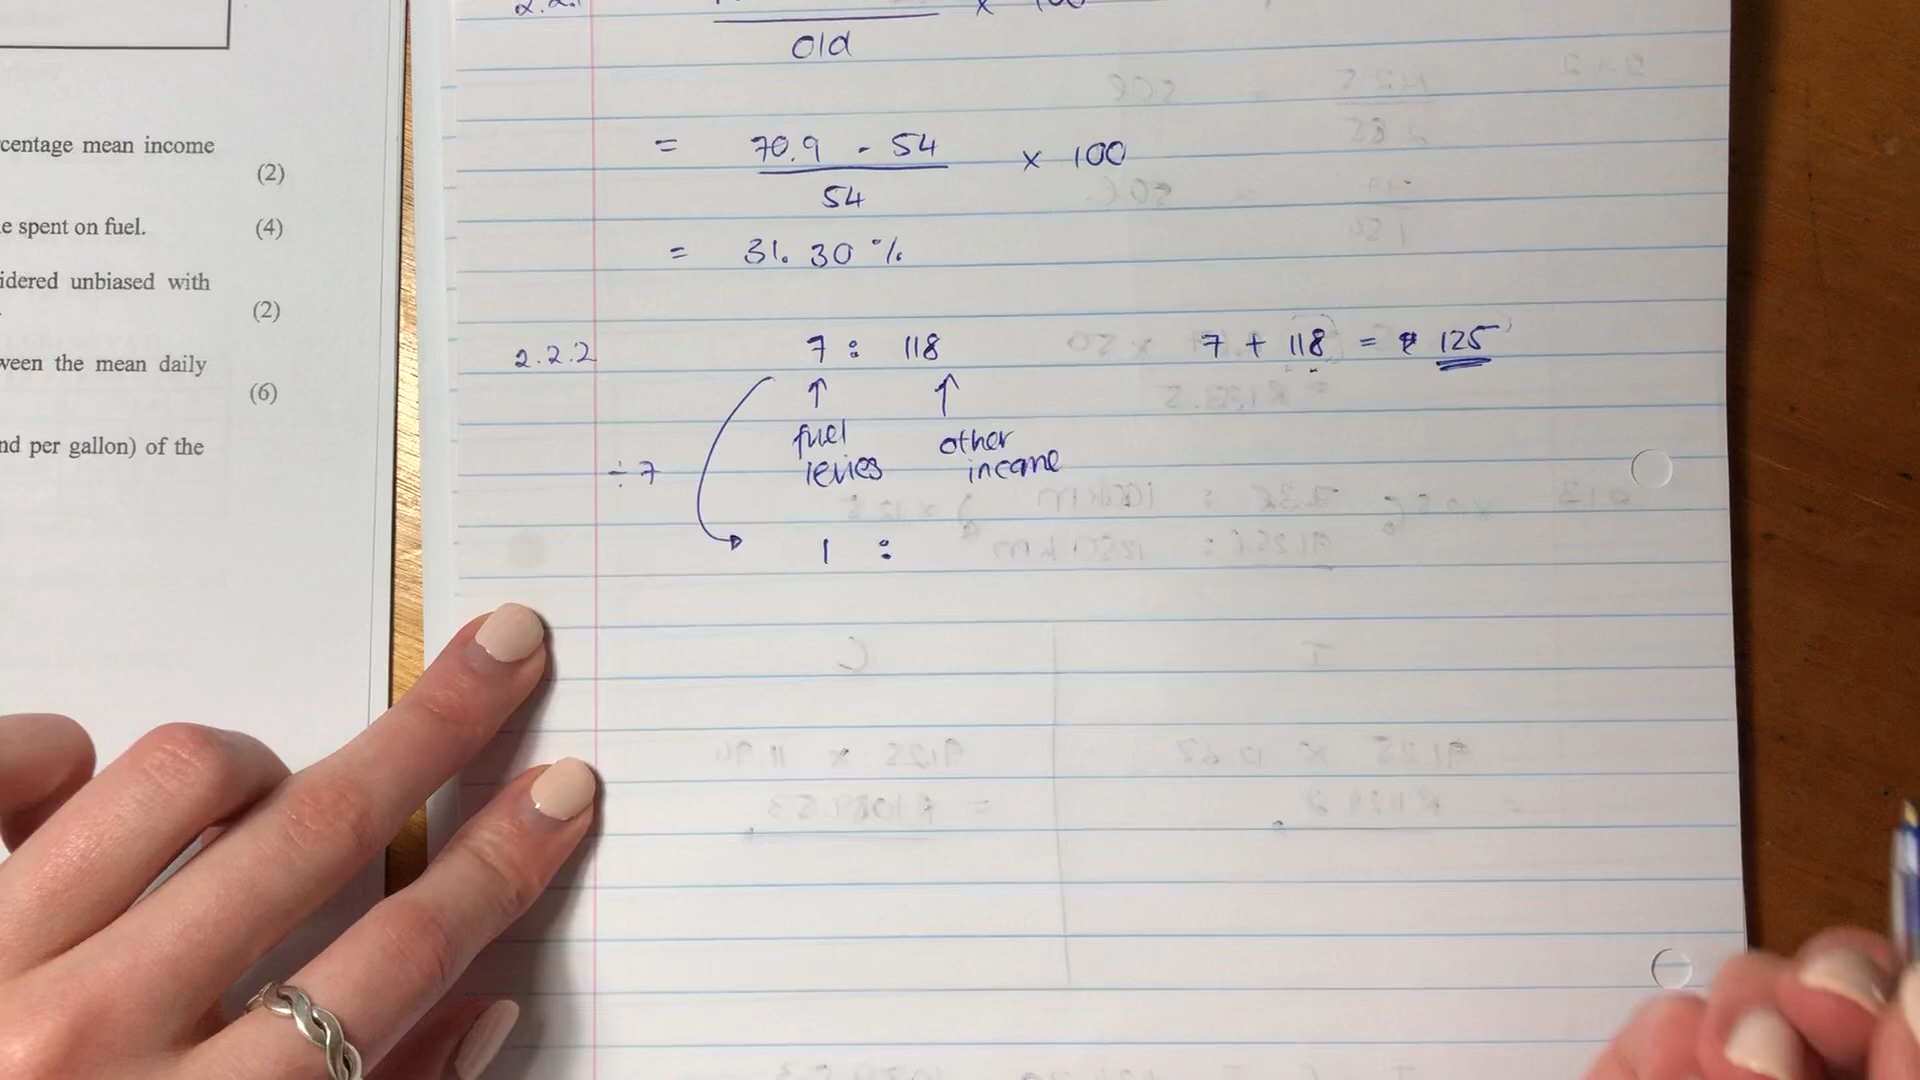 old
= 70.9 - 54 x 100
54
= 31.30 %
2.2.2 7 : 118 7 + 118 = 125
↑ ↑
fuel other
levies income
÷ 7
1 :
centage mean income
(2)
e spent on fuel. (4)
idered unbiased with
(2)
ween the mean daily
(6)
nd per gallon) of the